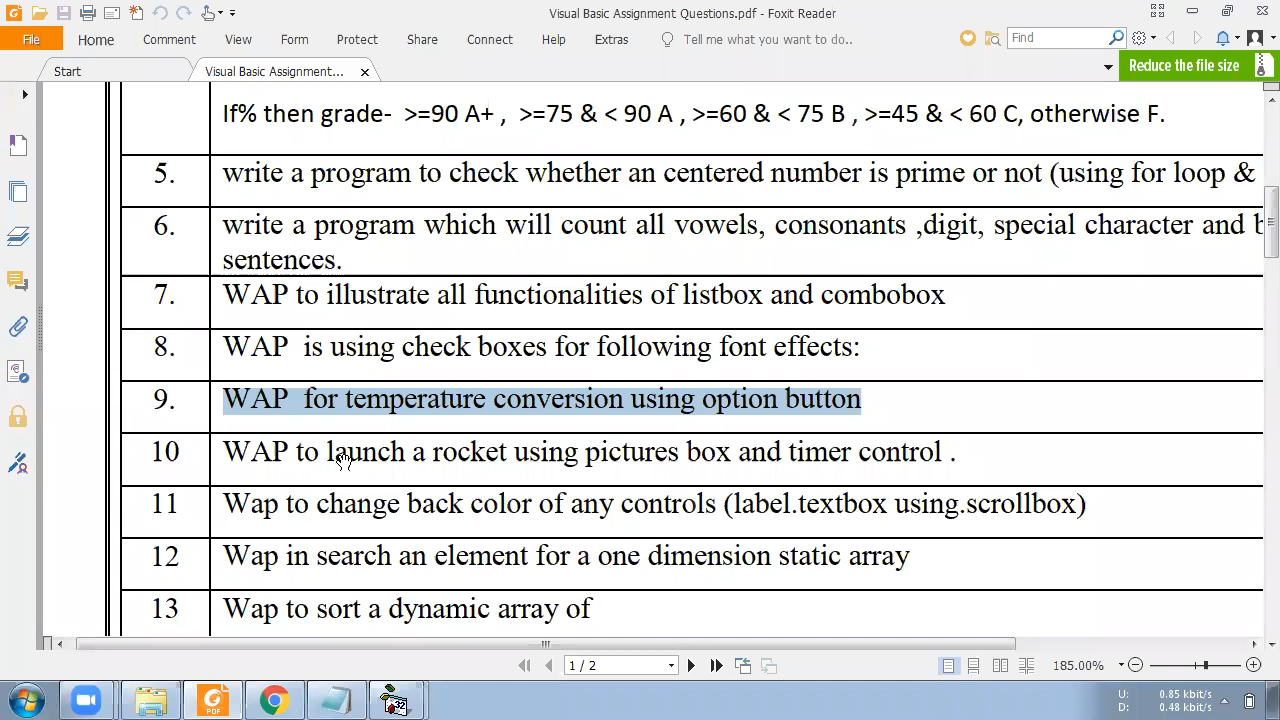 Visual Basic Assignment Questions.pdf - Foxit Reader
File Home Comment View Form Protect Share Connect Help Extras Tell me what you want to do.. Find
Start Visual Basic Assignment... Reduce the file size
If% then grade- >=90 A+ , >=75 & < 90 A , >=60 & < 75 B , >=45 & < 60 C, otherwise F.
5. write a program to check whether an centered number is prime or not (using for loop &
6. write a program which will count all vowels, consonants ,digit, special character and b
sentences.
7. WAP to illustrate all functionalities of listbox and combobox
8. WAP is using check boxes for following font effects:
9. WAP for temperature conversion using option button
10 WAP to launch a rocket using pictures box and timer control .
11 Wap to change back color of any controls (label.textbox using.scrollbox)
12 Wap in search an element for a one dimension static array
13 Wap to sort a dynamic array of
1 / 2 185.00%
PDF 32 U: 0.85 kbit/s
D: 0.48 kbit/s